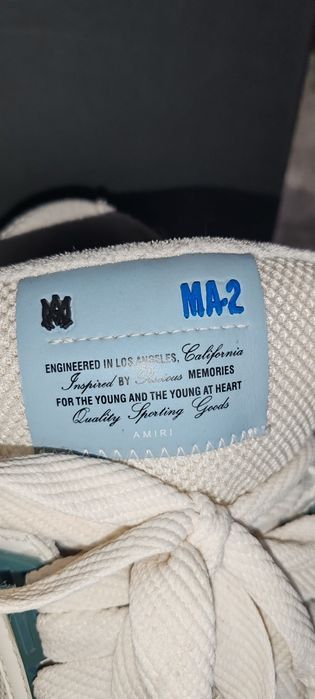 MA-2
ENGINEERED IN LOS ANGELES, California
Inspired BY Precious MEMORIES
FOR THE YOUNG AND THE YOUNG AT HEART
Quality Sporting Goods
AMIRI